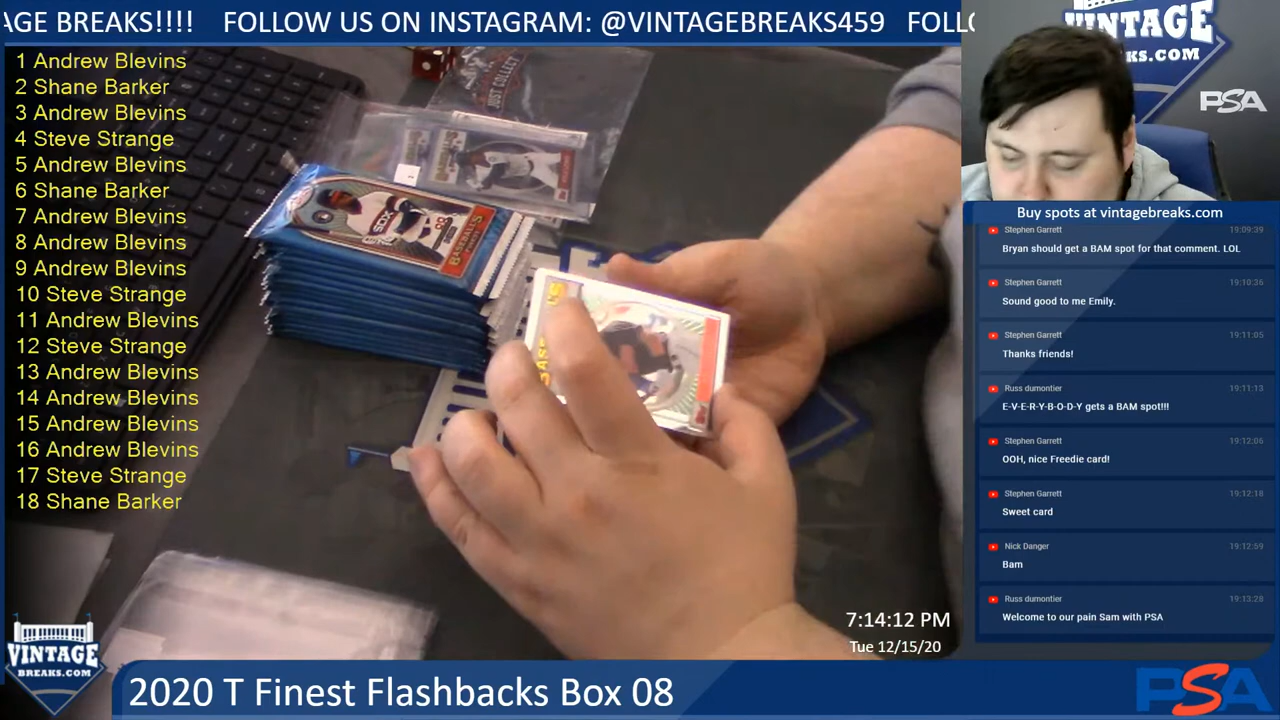 AGE BREAKS!!!! FOLLOW US ON INSTAGRAM: @VINTAGEBREAKS459 FOLL
1 Andrew Blevins
2 Shane Barker
3 Andrew Blevins
4 Steve Strange
5 Andrew Blevins
6 Shane Barker
7 Andrew Blevins
8 Andrew Blevins
9 Andrew Blevins
10 Steve Strange
11 Andrew Blevins
12 Steve Strange
13 Andrew Blevins
14 Andrew Blevins
15 Andrew Blevins
16 Andrew Blevins
17 Steve Strange
18 Shane Barker
JUST COLLECT
SOX
BASEBALL'S
VINTAGE
KS.COM
PSA
Buy spots at vintagebreaks.com
Stephen Garrett 19:09:39
Bryan should get a BAM spot for that comment. LOL
Stephen Garrett 19:10:36
Sound good to me Emily.
Stephen Garrett 19:11:05
Thanks friends!
Russ dumontier 19:11:13
E-V-E-R-Y-B-O-D-Y gets a BAM spot!!!
Stephen Garrett 19:12:06
OOH, nice Freedie card!
Stephen Garrett 19:12:18
Sweet card
Nick Danger 19:12:59
Bam
Russ dumontier 19:13:28
Welcome to our pain Sam with PSA
7:14:12 PM
Tue 12/15/20
VINTAGE
BREAKS.COM
2020 T Finest Flashbacks Box 08
PSA